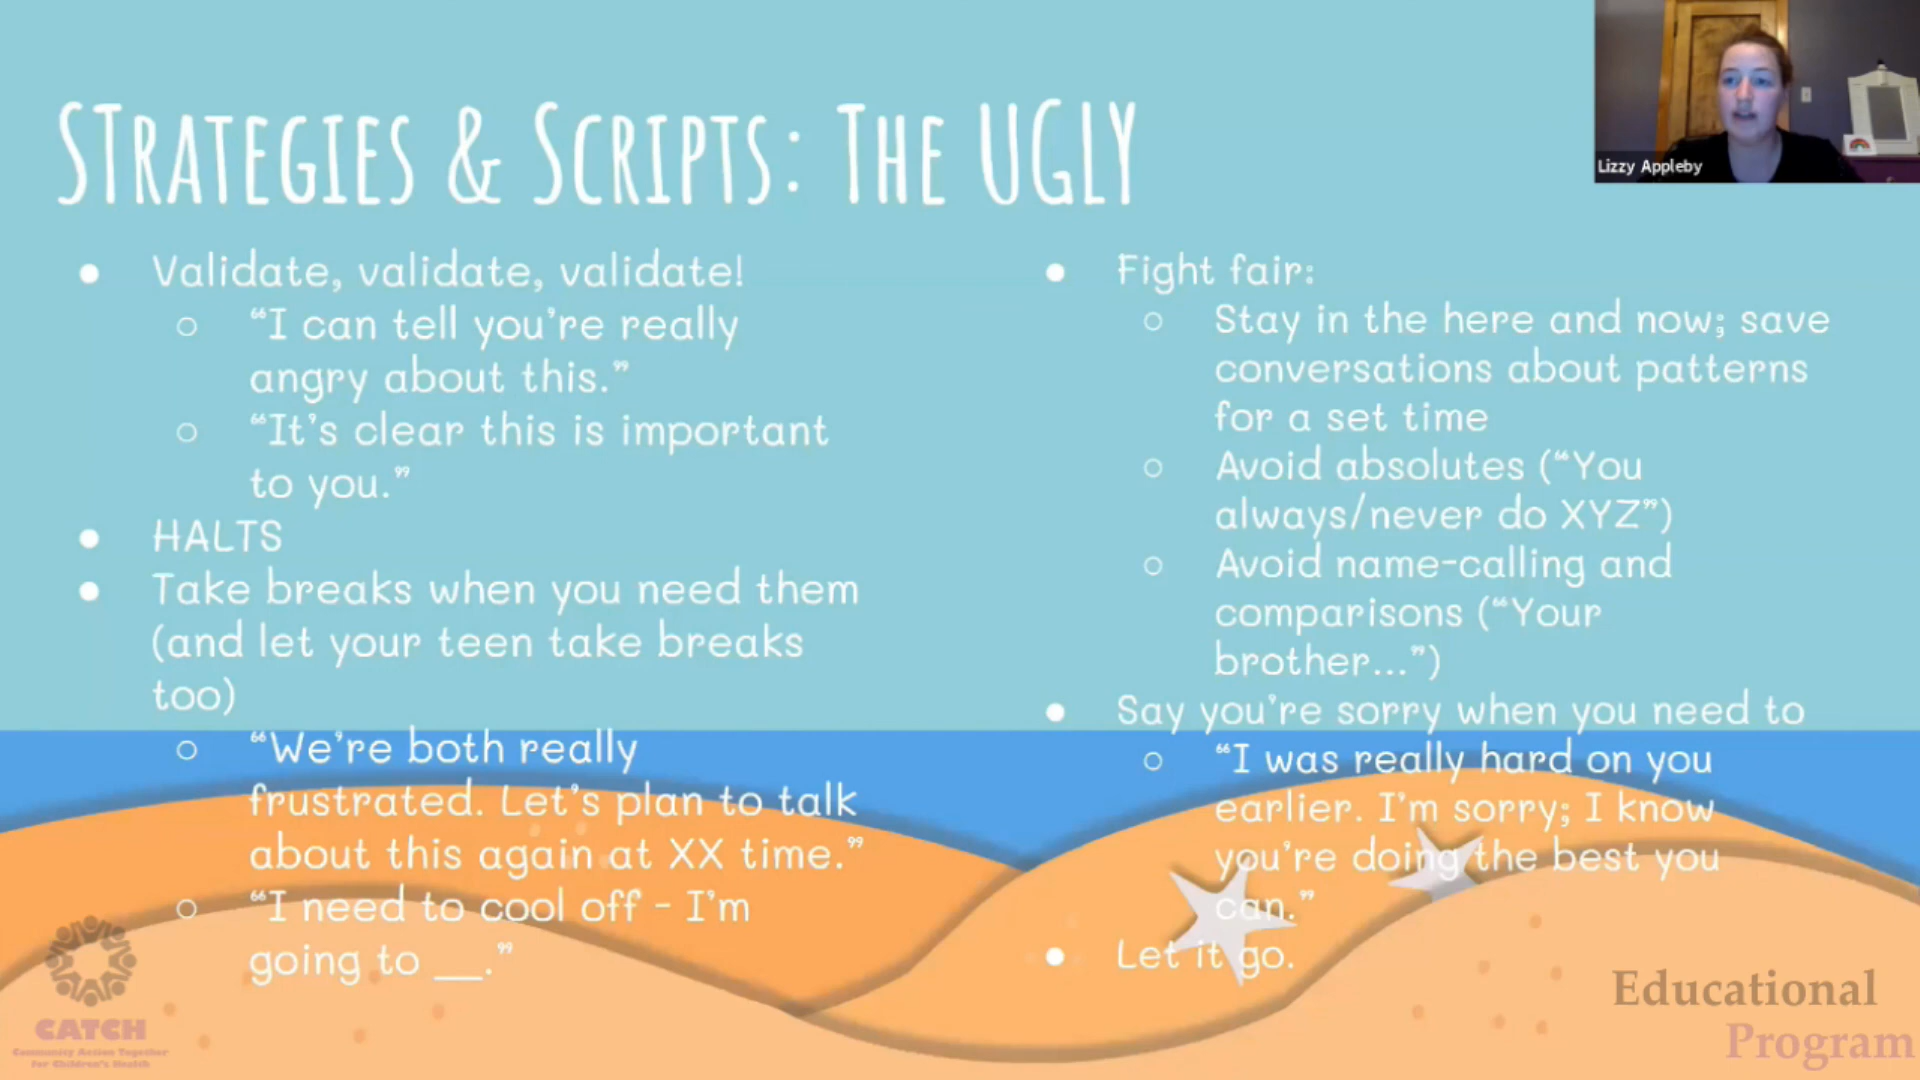 STRATEGIES & SCRIPTS: THE UGLY
Validate, validate, validate!
“I can tell you’re really
angry about this.”
“It’s clear this is important
to you.”
HALTS
Take breaks when you need them
(and let your teen take breaks
too)
“We’re both really
frustrated. Let’s plan to talk
about this again at XX time.”
“I need to cool off - I’m
going to __.”
Fight fair:
Stay in the here and now; save
conversations about patterns
for a set time
Avoid absolutes (“You
always/never do XYZ”)
Avoid name-calling and
comparisons (“Your
brother...”)
Say you’re sorry when you need to
“I was really hard on you
earlier. I’m sorry; I know
you’re doing the best you
can.”
Let it go.
Lizzy Appleby
CATCH
Community Action Together
For Children's Health
Educational
Program